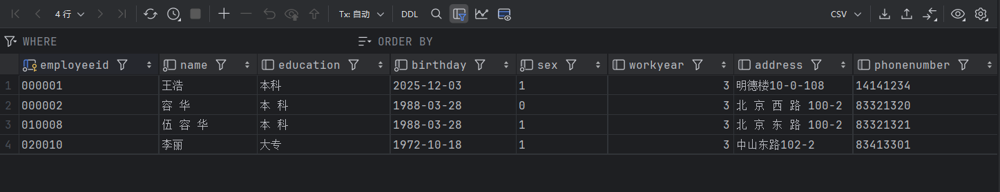 4 行 Tx: 自动 DDL CSV
WHERE ORDER BY
employeeid name education birthday sex workyear address phonenumber
1 000001 王浩 本科 2025-12-03 1 3 明德楼10-0-108 14141234
2 000002 容 华 本 科 1988-03-28 0 3 北 京 西 路 100-2 83321320
3 010008 伍 容 华 本 科 1988-03-28 1 3 北 京 东 路 100-2 83321321
4 020010 李丽 大专 1972-10-18 1 3 中山东路102-2 83413301